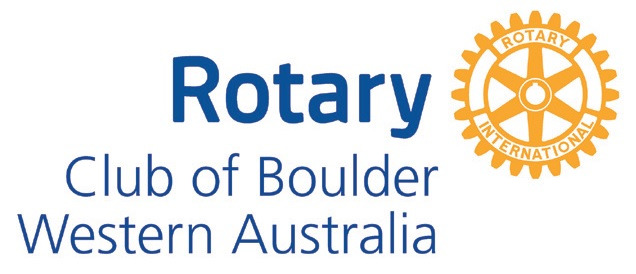 Rotary
Club of Boulder
Western Australia
ROTARY
INTERNATIONAL